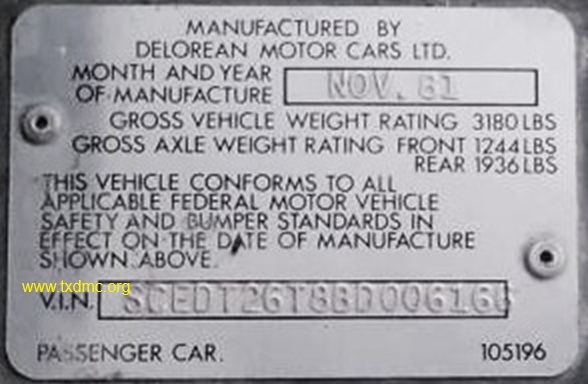 MANUFACTURED BY
DELOREAN MOTOR CARS LTD.
MONTH AND YEAR
OF MANUFACTURE NOV. 81
GROSS VEHICLE WEIGHT RATING 3180 LBS
GROSS AXLE WEIGHT RATING FRONT 1244 LBS
REAR 1936 LBS
THIS VEHICLE CONFORMS TO ALL
APPLICABLE FEDERAL MOTOR VEHICLE
SAFETY AND BUMPER STANDARDS IN
EFFECT ON THE DATE OF MANUFACTURE
SHOWN ABOVE.
www.txdmc.org
V.I.N.
PASSENGER CAR. 105196